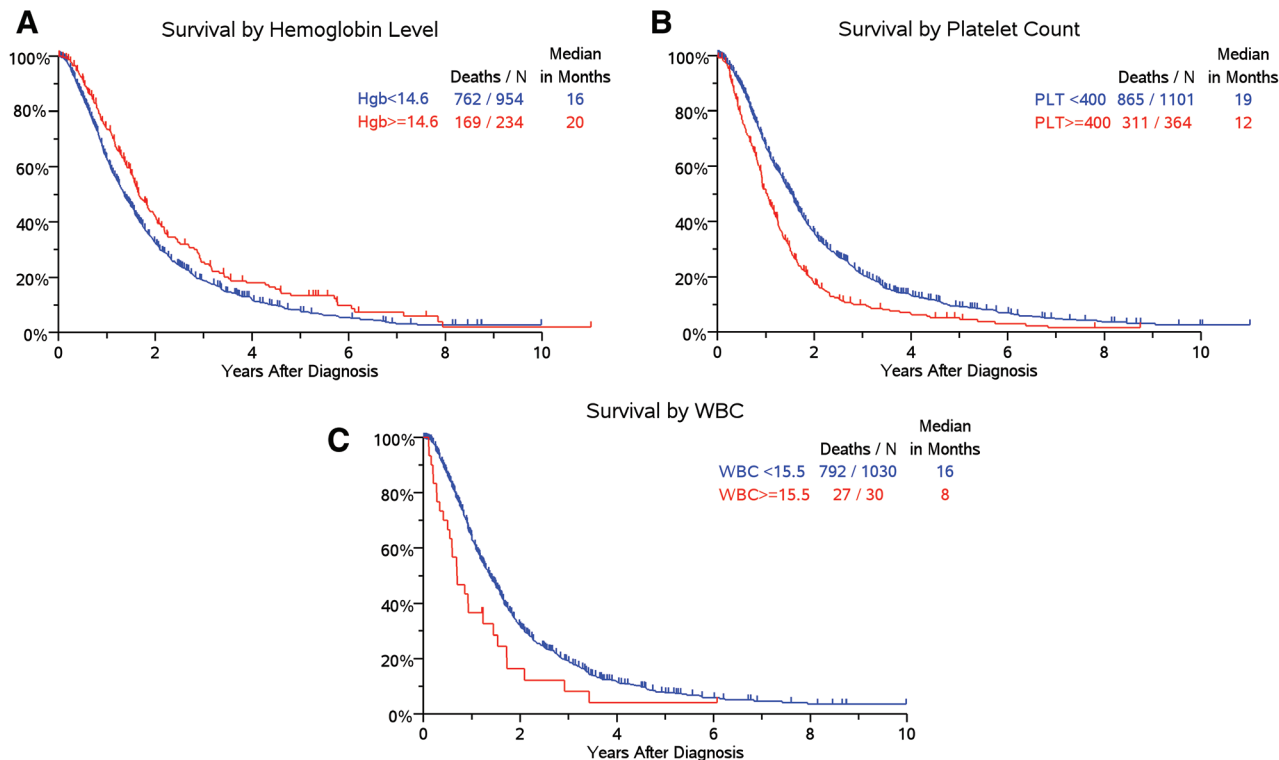 A
Survival by Hemoglobin Level
Median
Deaths / N in Months
Hgb<14.6 762 / 954 16
Hgb>=14.6 169 / 234 20
100%
80%
60%
40%
20%
0%
0 2 4 6 8 10
Years After Diagnosis
B
Survival by Platelet Count
Median
Deaths / N in Months
PLT <400 865 / 1101 19
PLT>=400 311 / 364 12
100%
80%
60%
40%
20%
0%
0 2 4 6 8 10
Years After Diagnosis
C
Survival by WBC
Median
Deaths / N in Months
WBC <15.5 792 / 1030 16
WBC>=15.5 27 / 30 8
100%
80%
60%
40%
20%
0%
0 2 4 6 8 10
Years After Diagnosis